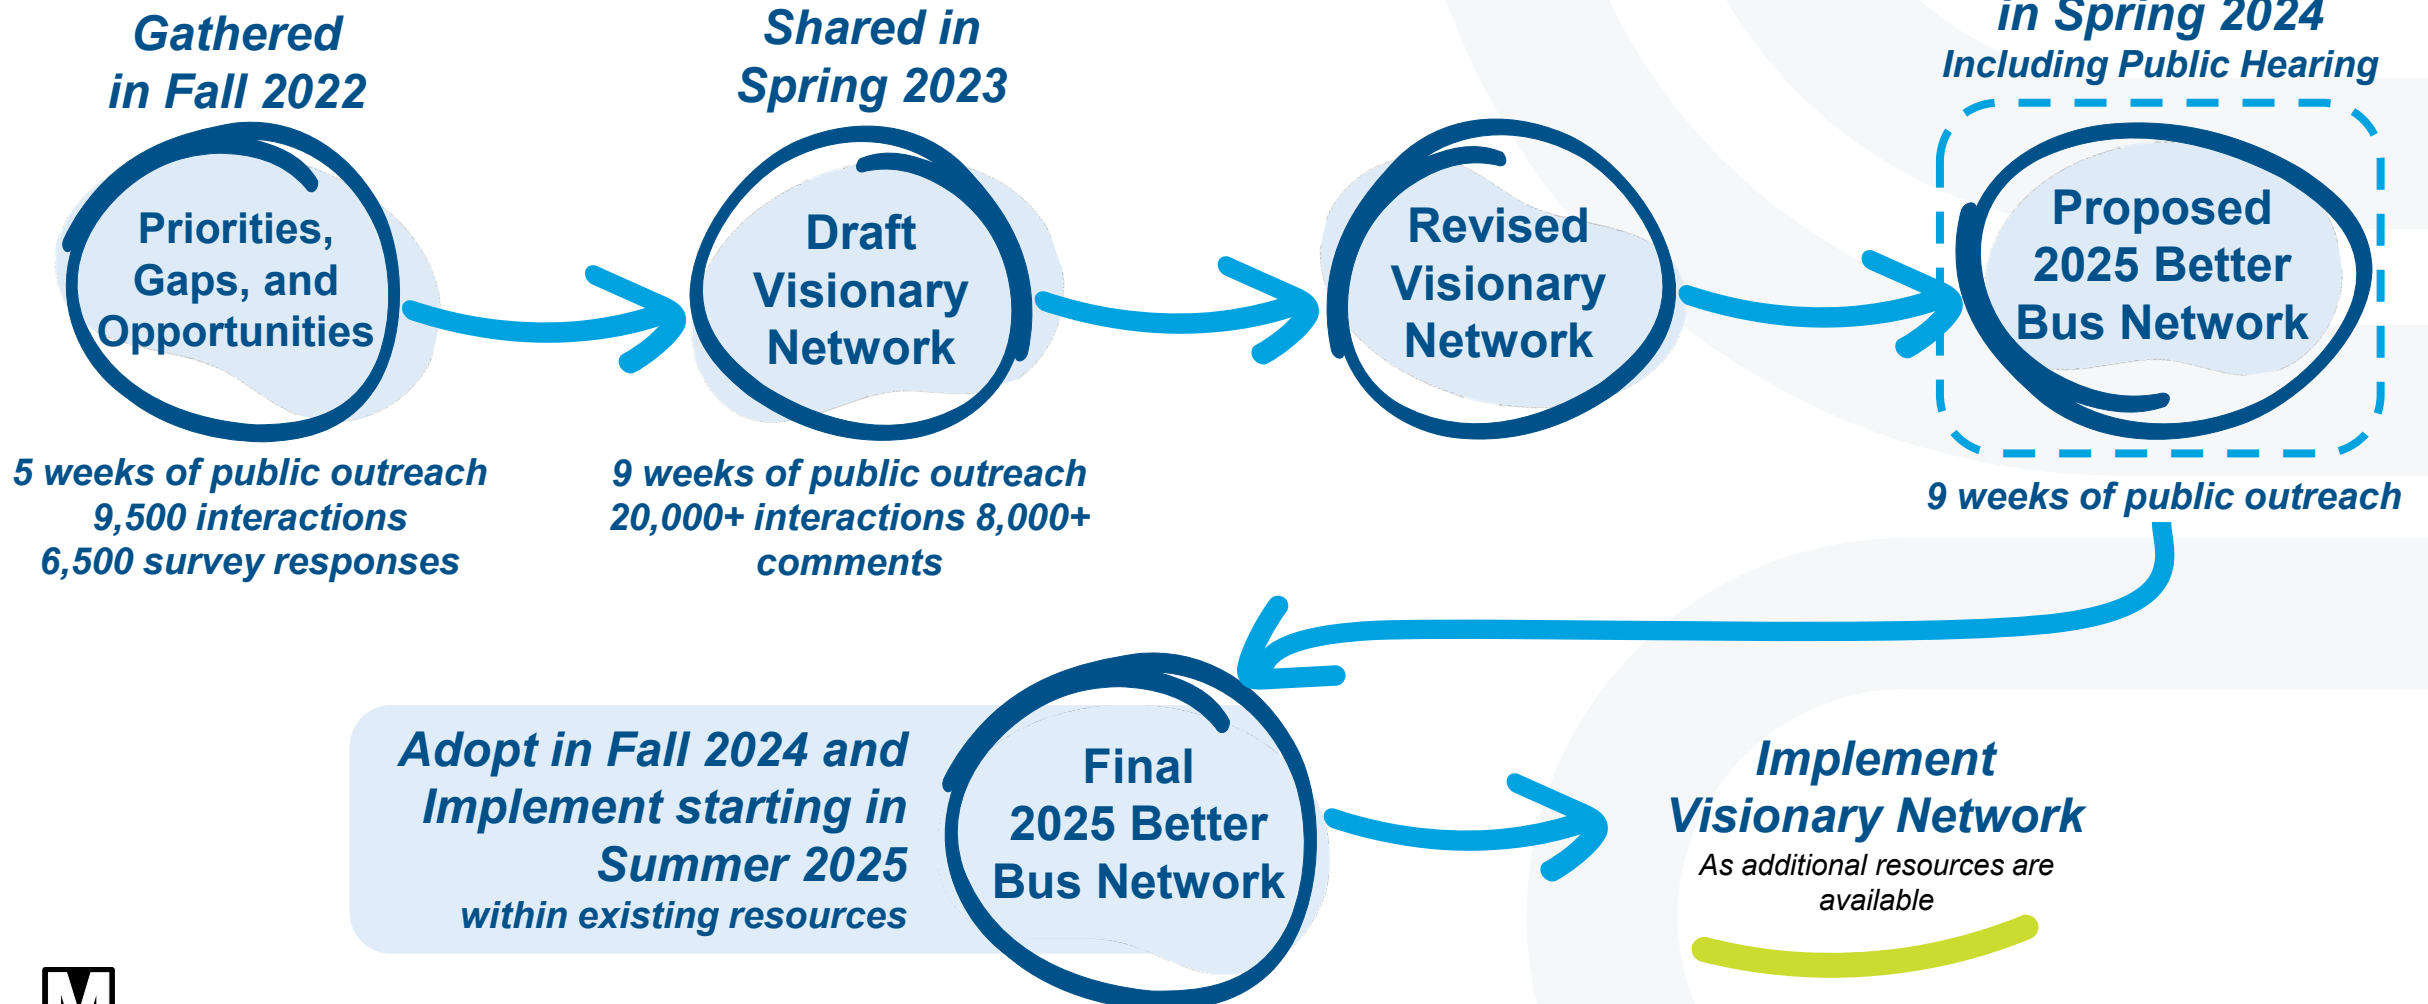 Gathered
in Fall 2022
Priorities,
Gaps, and
Opportunities
5 weeks of public outreach
9,500 interactions
6,500 survey responses
Shared in
Spring 2023
Draft
Visionary
Network
9 weeks of public outreach
20,000+ interactions 8,000+
comments
Revised
Visionary
Network
in Spring 2024
Including Public Hearing
Proposed
2025 Better
Bus Network
9 weeks of public outreach
Adopt in Fall 2024 and
Implement starting in
Summer 2025
within existing resources
Final
2025 Better
Bus Network
Implement
Visionary Network
As additional resources are
available
M